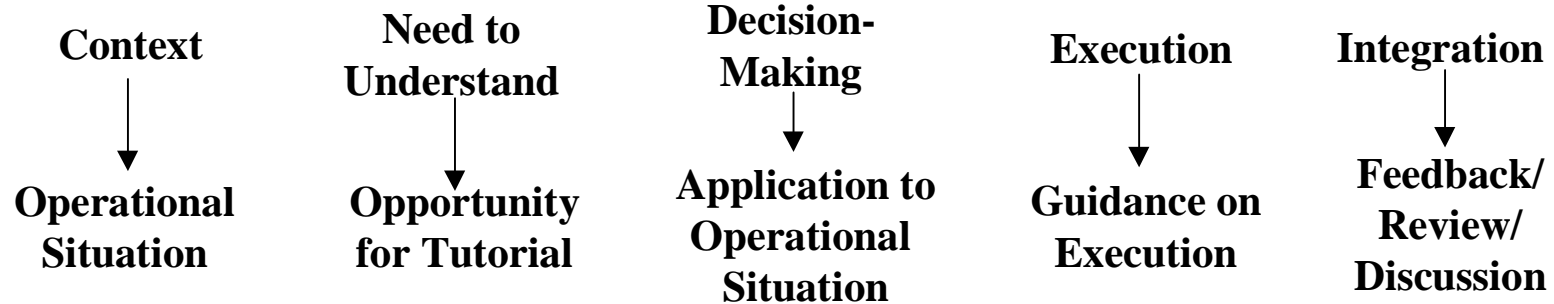 Context
Operational
Situation
Need to
Understand
Opportunity
for Tutorial
Decision-
Making
Application to
Operational
Situation
Execution
Guidance on
Execution
Integration
Feedback/
Review/
Discussion